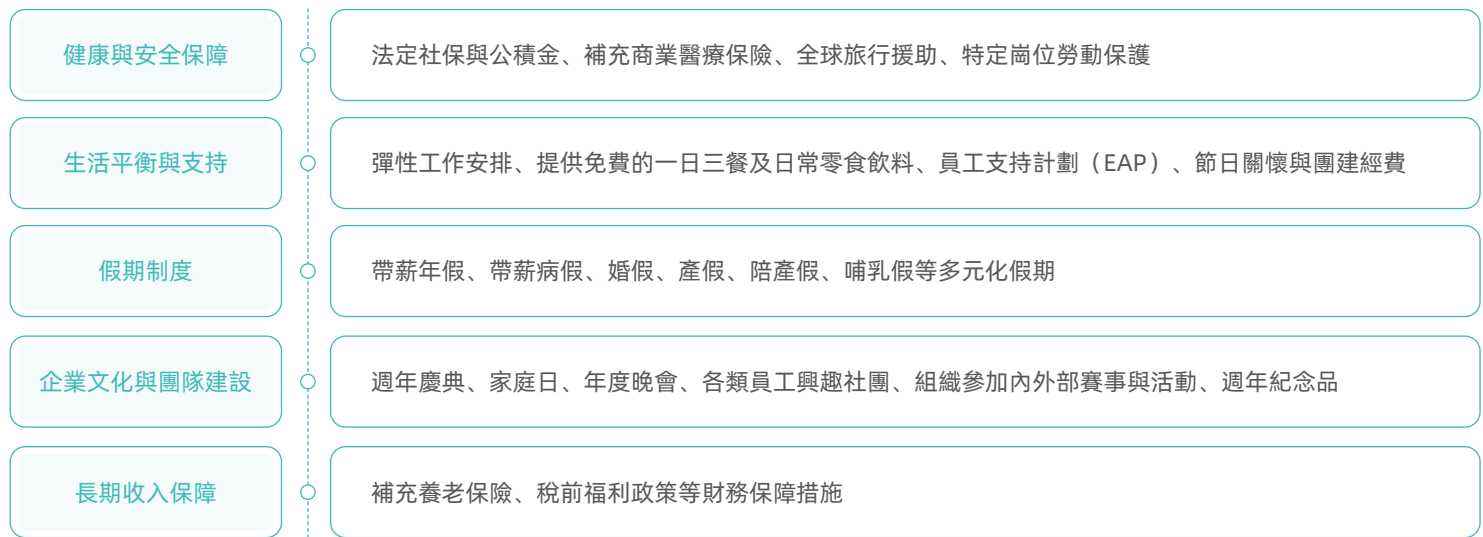 健康與安全保障
法定社保與公積金、補充商業醫療保險、全球旅行援助、特定崗位勞動保護
生活平衡與支持
彈性工作安排、提供免費的一日三餐及日常零食飲料、員工支持計劃（EAP）、節日關懷與團建經費
假期制度
帶薪年假、帶薪病假、婚假、產假、陪產假、哺乳假等多元化假期
企業文化與團隊建設
週年慶典、家庭日、年度晚會、各類員工興趣社團、組織參加內外部賽事與活動、週年紀念品
長期收入保障
補充養老保險、稅前福利政策等財務保障措施